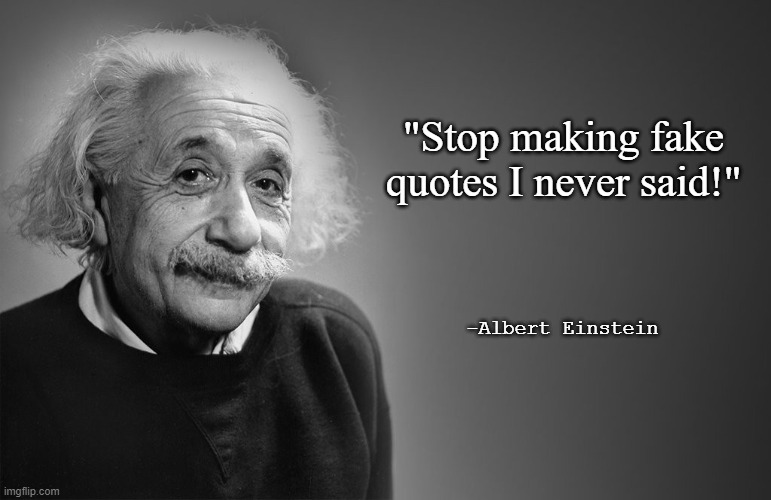 "Stop making fake
quotes I never said!"
-Albert Einstein
imgflip.com